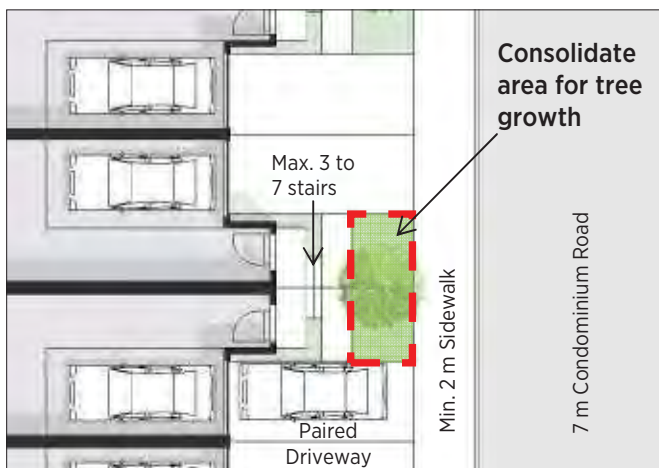 Consolidate
area for tree
growth
Max. 3 to
7 stairs
Min. 2 m Sidewalk
7 m Condominium Road
Paired
Driveway